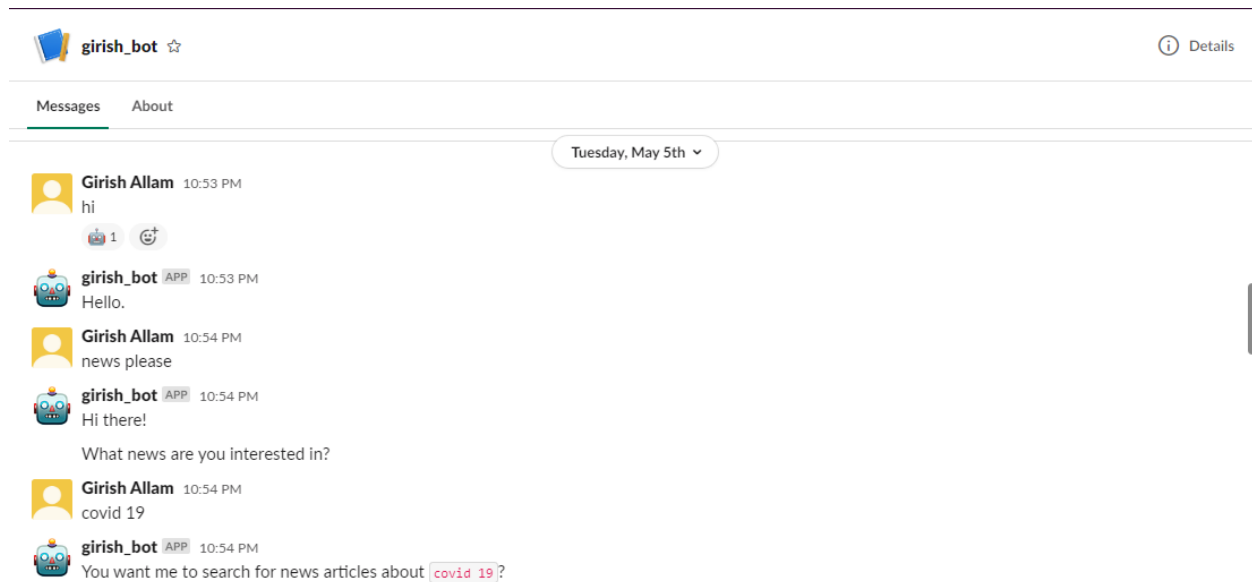 girish_bot
Details
Messages About
Tuesday, May 5th
Girish Allam 10:53 PM
hi
1
girish_bot APP 10:53 PM
Hello.
Girish Allam 10:54 PM
news please
girish_bot APP 10:54 PM
Hi there!
What news are you interested in?
Girish Allam 10:54 PM
covid 19
girish_bot APP 10:54 PM
You want me to search for news articles about covid 19?